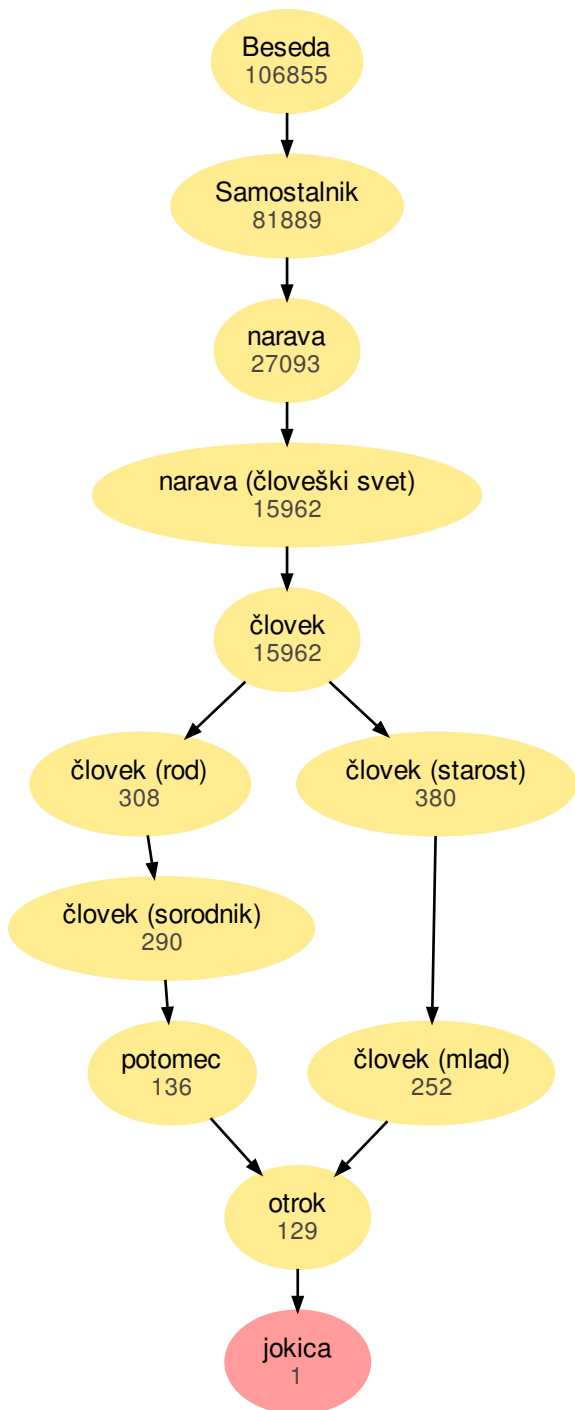 Beseda
106855
Samostalnik
81889
narava
27093
narava (človeški svet)
15962
človek
15962
človek (rod)
308
človek (starost)
380
človek (sorodnik)
290
potomec
136
človek (mlad)
252
otrok
129
jokica
1